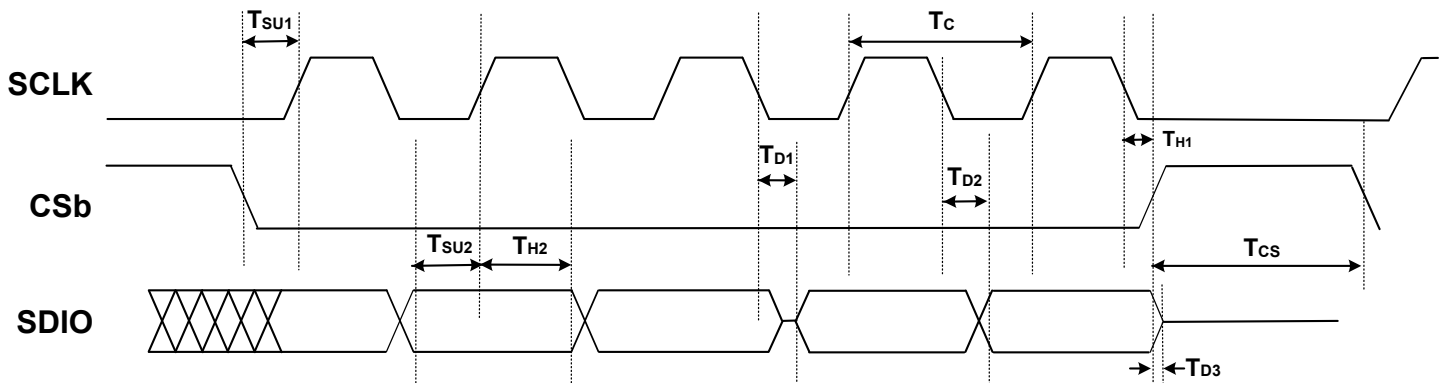 TSU1
TC
SCLK
TH1
TD1
TD2
CSb
TSU2
TH2
TCS
SDIO
TD3